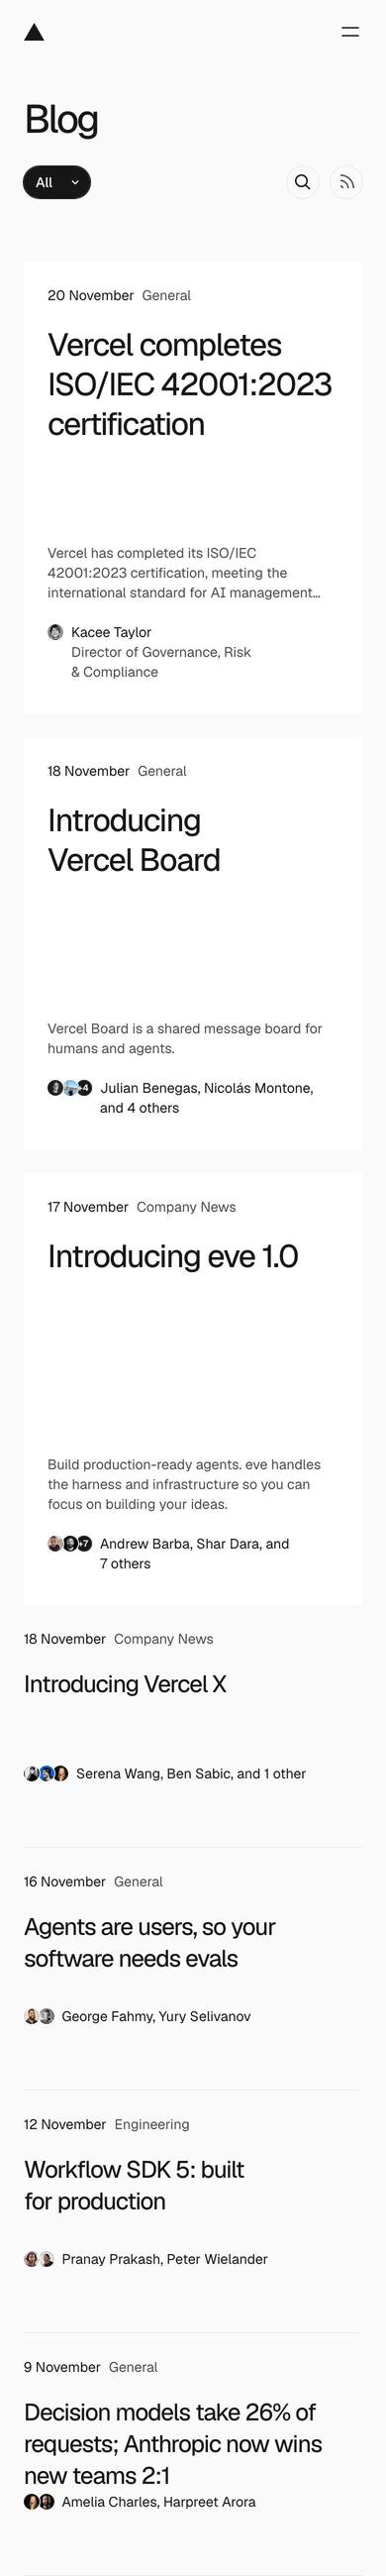 Blog
All
20 November General
Vercel completes
ISO/IEC 42001:2023
certification
Vercel has completed its ISO/IEC
42001:2023 certification, meeting the
international standard for AI management...
Kacee Taylor
Director of Governance, Risk
& Compliance
18 November General
Introducing
Vercel Board
Vercel Board is a shared message board for
humans and agents.
+4 Julian Benegas, Nicolás Montone,
and 4 others
17 November Company News
Introducing eve 1.0
Build production-ready agents. eve handles
the harness and infrastructure so you can
focus on building your ideas.
+7 Andrew Barba, Shar Dara, and
7 others
18 November Company News
Introducing Vercel X
Serena Wang, Ben Sabic, and 1 other
16 November General
Agents are users, so your
software needs evals
George Fahmy, Yury Selivanov
12 November Engineering
Workflow SDK 5: built
for production
Pranay Prakash, Peter Wielander
9 November General
Decision models take 26% of
requests; Anthropic now wins
new teams 2:1
Amelia Charles, Harpreet Arora